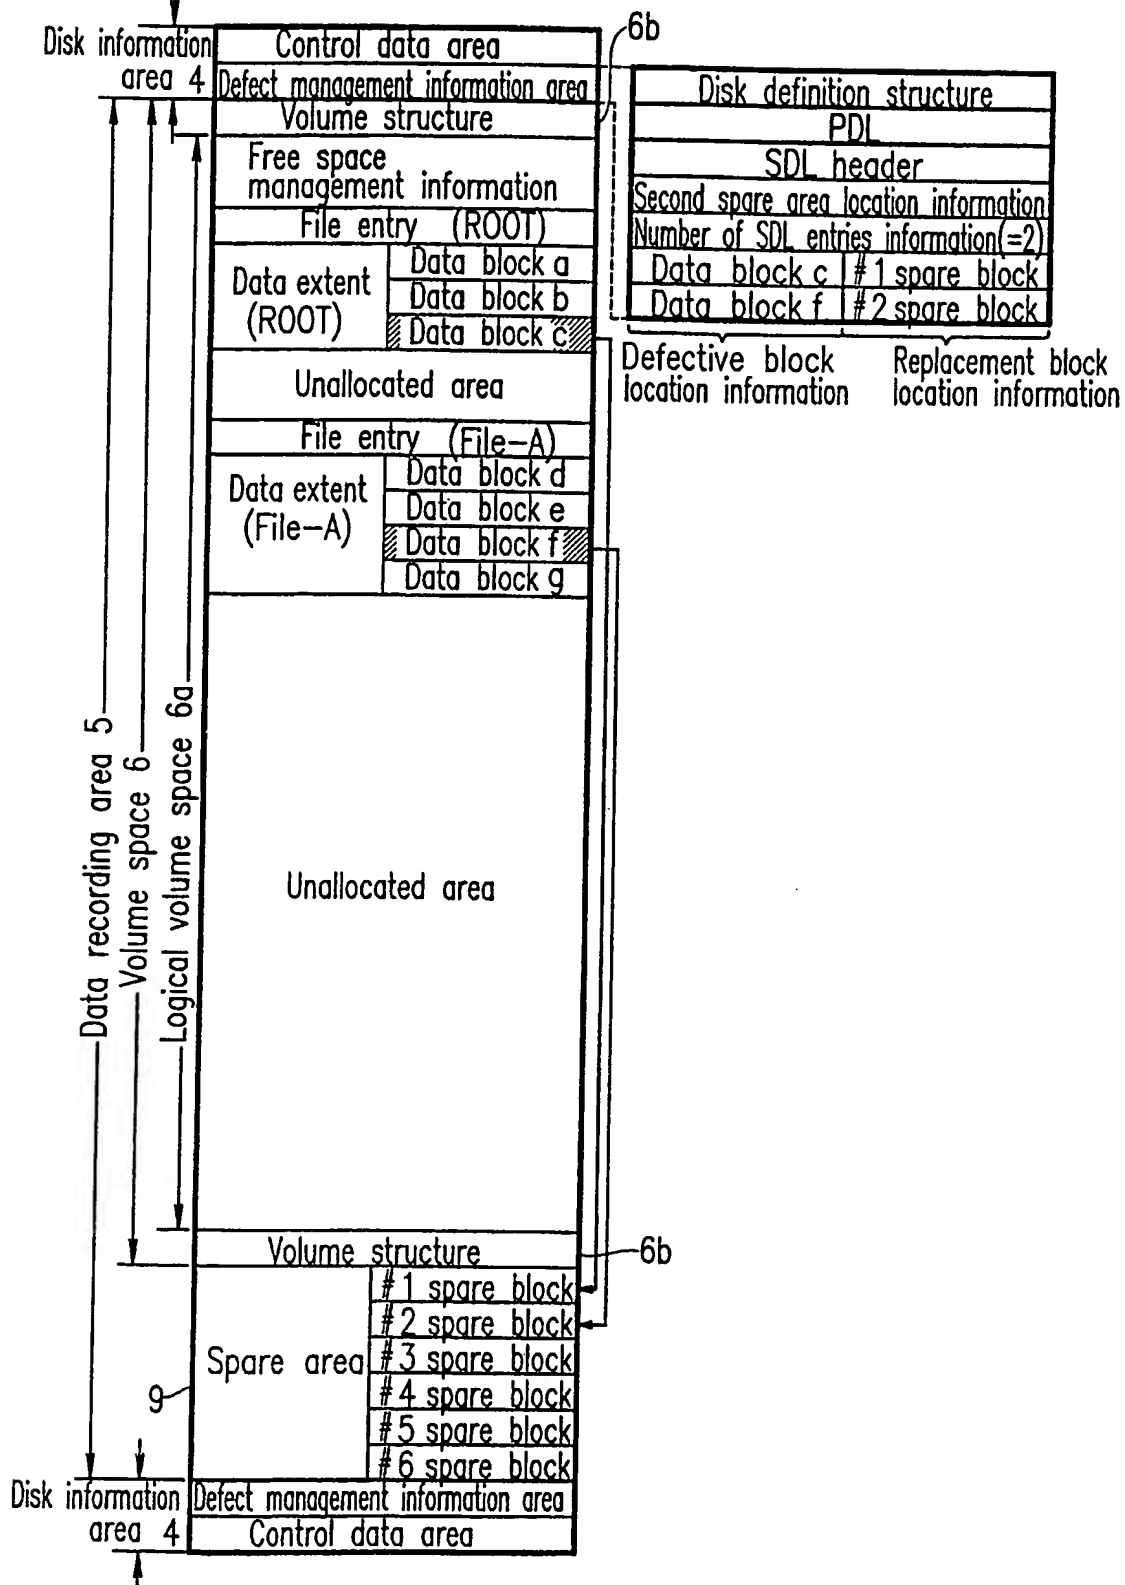 Disk information
area 4
Control data area
Defect management information area
6b
Volume structure
Free space
management information
File entry (ROOT)
Data extent
(ROOT)
Data block a
Data block b
Data block c
Unallocated area
File entry (File-A)
Data extent
(File-A)
Data block d
Data block e
Data block f
Data block g
Disk definition structure
PDL
SDL header
Second spare area location information
Number of SDL entries information(=2)
Data block c #1 spare block
Data block f #2 spare block
Defective block
location information
Replacement block
location information
Data recording area 5
Volume space 6
Logical volume space 6a
Unallocated area
Volume structure
6b
Spare area
9
#1 spare block
#2 spare block
#3 spare block
#4 spare block
#5 spare block
#6 spare block
Disk information
area 4
Defect management information area
Control data area